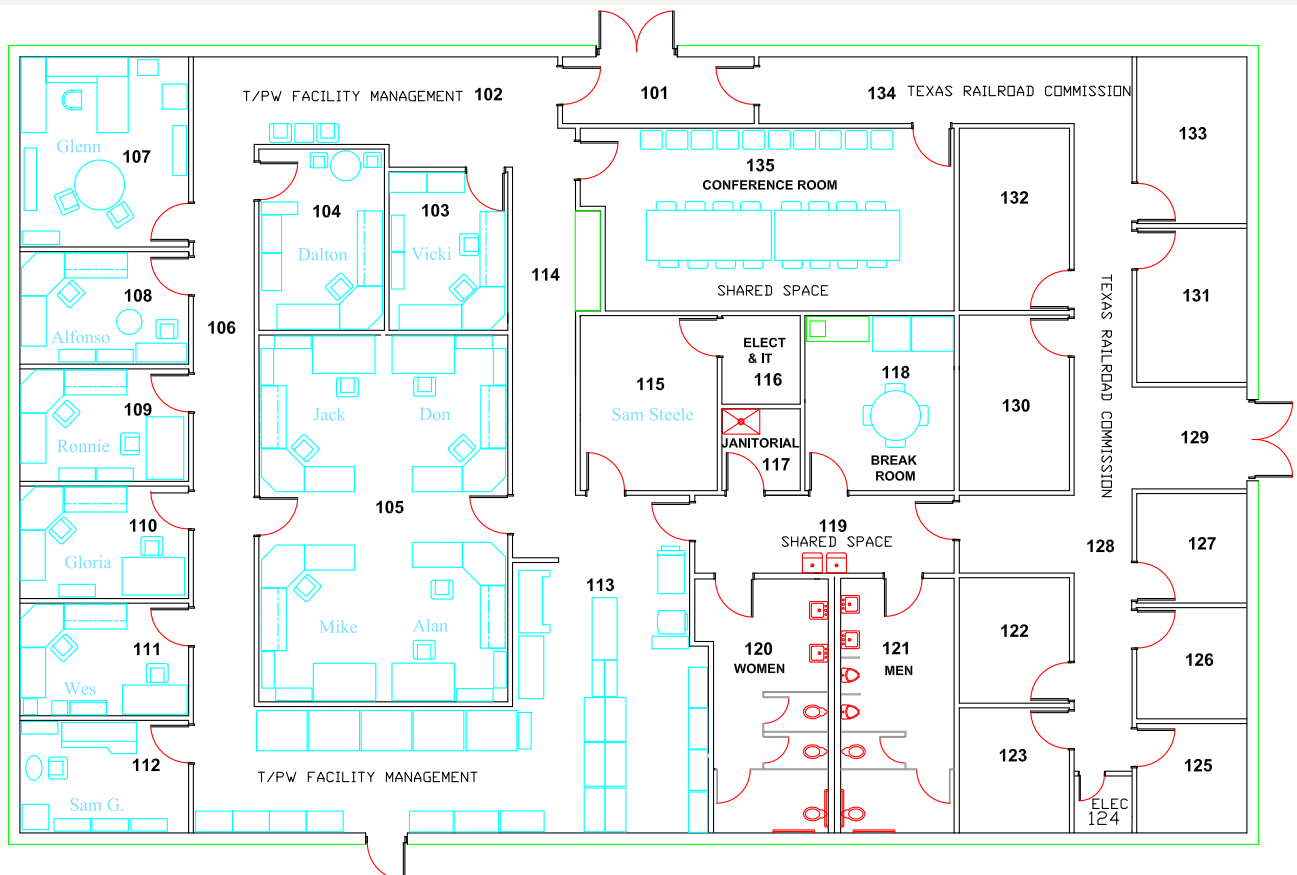 T/PW FACILITY MANAGEMENT 102
101
134 TEXAS RAILROAD COMMISSION
133
Glenn
107
135
CONFERENCE ROOM
104
103
132
Dalton
Vicki
114
SHARED SPACE
108
Alfonso
106
131
TEXAS RAILROAD COMMISSION
ELECT
& IT
116
118
115
Sam Steele
130
109
Ronnie
Jack
Don
JANITORIAL
117
BREAK
ROOM
129
105
110
Gloria
119
SHARED SPACE
128
127
113
Mike
Alan
111
Wes
120
WOMEN
121
MEN
122
126
T/PW FACILITY MANAGEMENT
112
Sam G.
123
125
ELEC
124